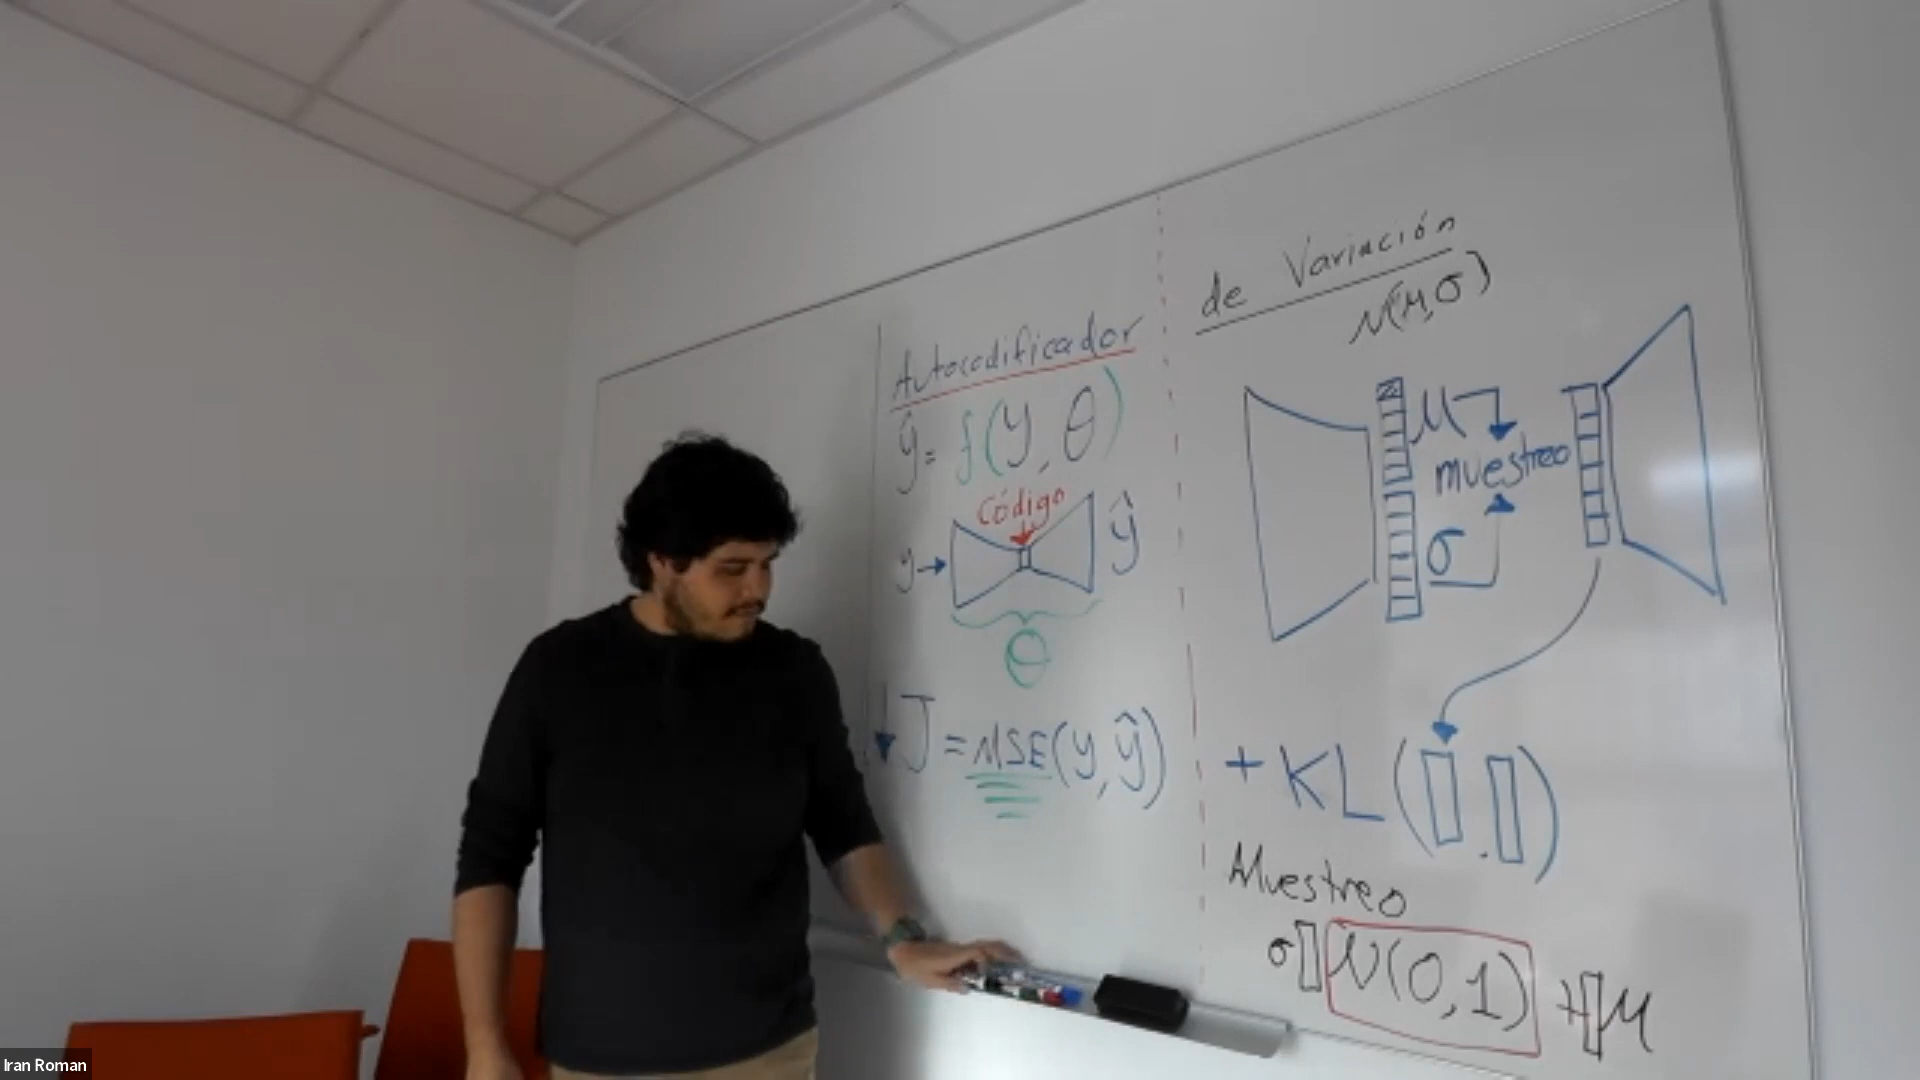 Autocodificador
ŷ = f(y, θ)
Código
y → ŷ
θ
↓ J = MSE(y, ŷ)
de Variación
N(μ, σ)
μ
muestreo
σ
+ KL( , )
Muestreo
σ N(0, 1) + μ
Iran Roman